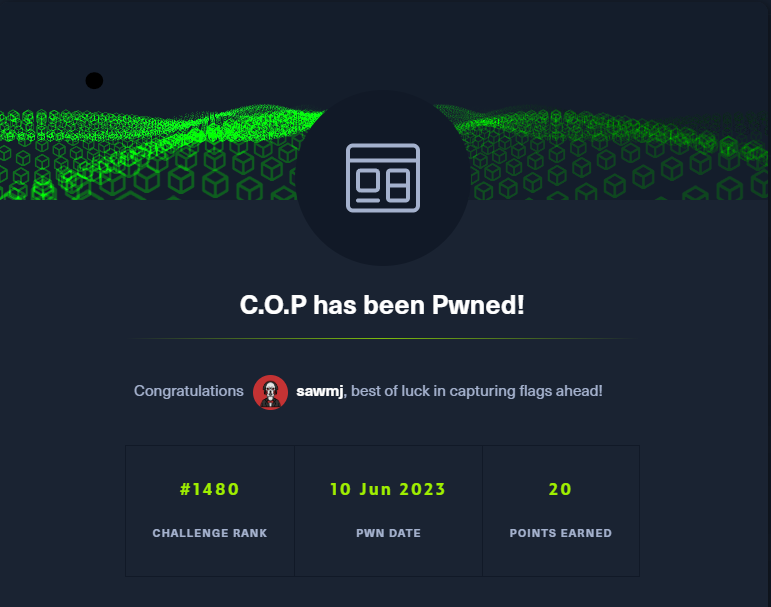 C.O.P has been Pwned!
Congratulations sawmj, best of luck in capturing flags ahead!
#1480 10 Jun 2023 20
CHALLENGE RANK PWN DATE POINTS EARNED